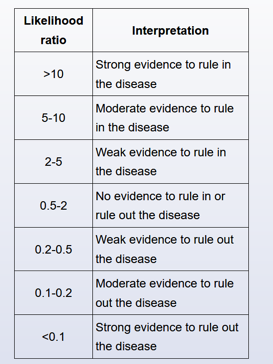 Likelihood
ratio
Interpretation
>10
Strong evidence to rule in
the disease
5-10
Moderate evidence to rule
in the disease
2-5
Weak evidence to rule in
the disease
0.5-2
No evidence to rule in or
rule out the disease
0.2-0.5
Weak evidence to rule out
the disease
0.1-0.2
Moderate evidence to rule
out the disease
<0.1
Strong evidence to rule out
the disease